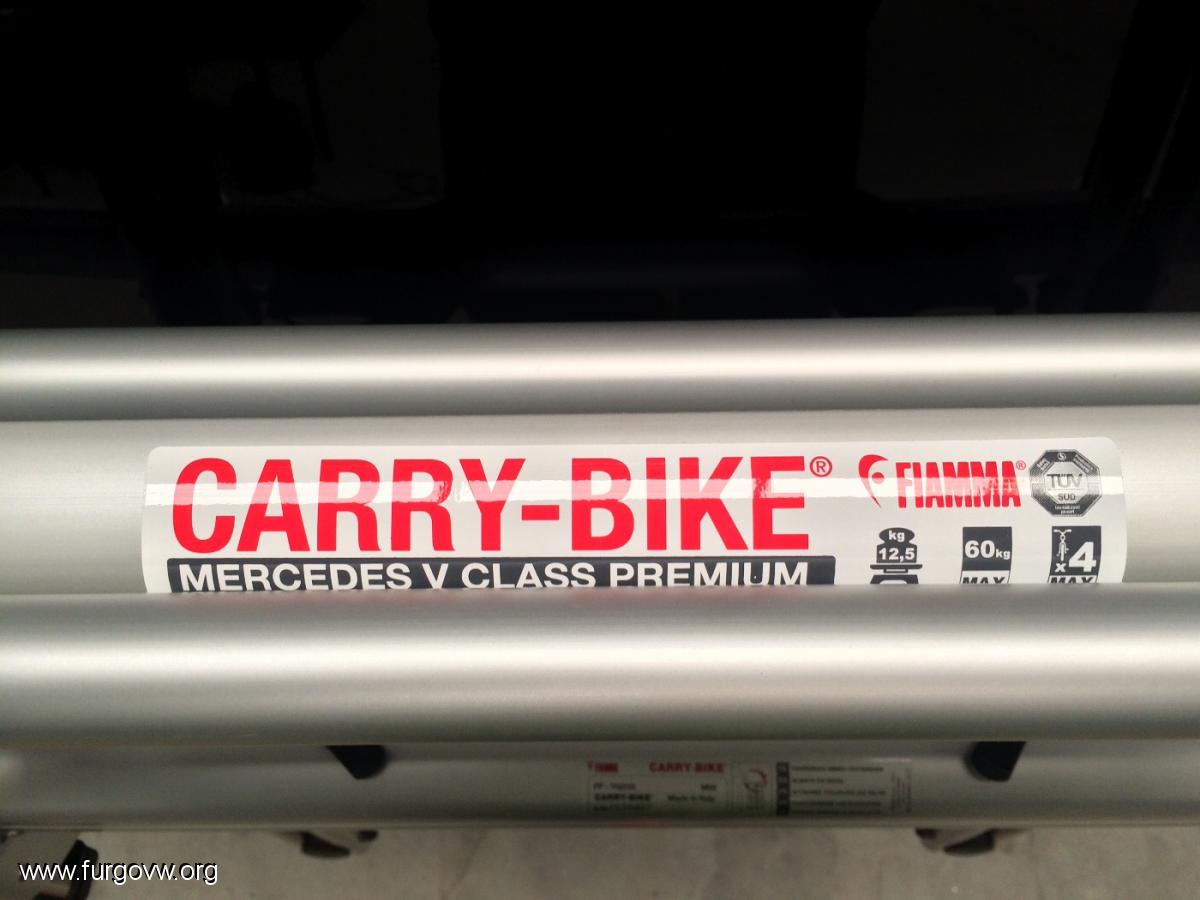 CARRY-BIKE®
FIAMMA®
TÜV
SÜD
MERCEDES V CLASS PREMIUM
kg
12,5
60kg
MAX
x4
MAX
FIAMMA
CARRY-BIKE®
CARRY-BIKE®
Made in Italy
www.furgovw.org